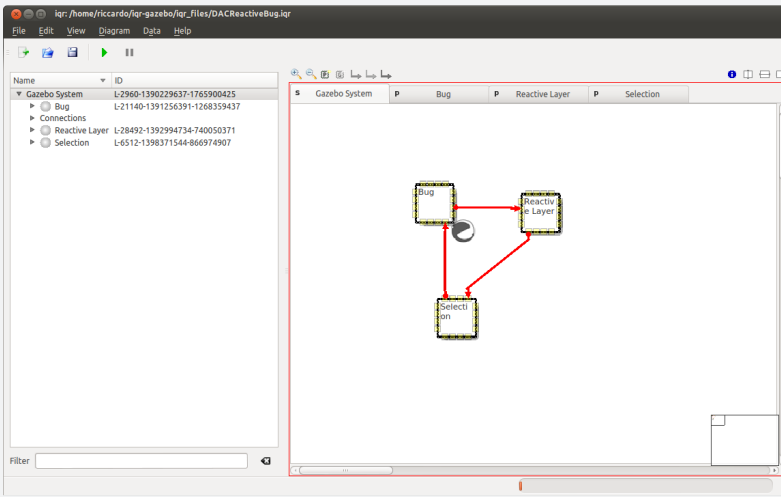 iqr: /home/riccardo/iqr-gazebo/iqr_files/DACReactiveBug.iqr
File Edit View Diagram Data Help
Name ID
Gazebo System L-2960-1390229637-1765900425
Bug L-21140-1391256391-1268359437
Connections
Reactive Layer L-28492-1392994734-740050371
Selection L-6512-1398371544-866974907
S Gazebo System P Bug P Reactive Layer P Selection
Bug
Reactiv
e Layer
Selecti
on
Filter